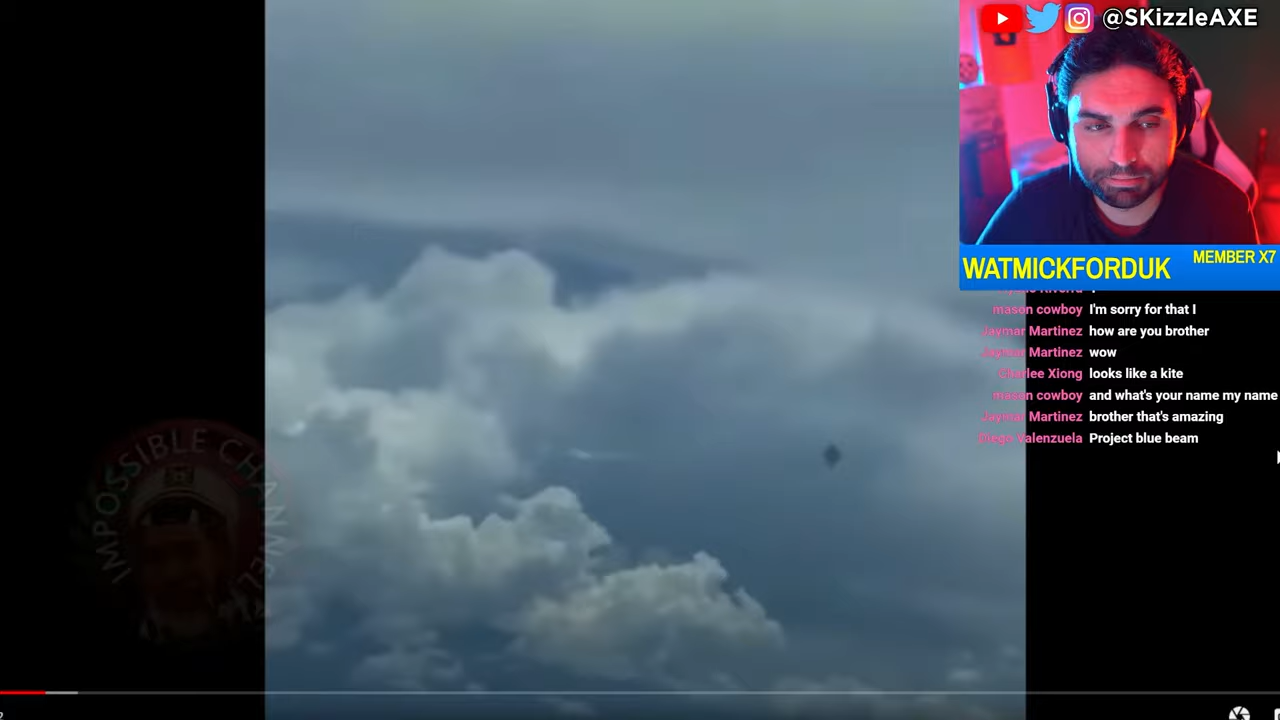 @SKizzleAXE
WATMICKFORDUK
MEMBER X7
mason cowboy I'm sorry for that I
Jaymar Martinez how are you brother
Jaymar Martinez wow
Charlee Xiong looks like a kite
mason cowboy and what's your name my name
Jaymar Martinez brother that's amazing
Diego Valenzuela Project blue beam
IMPOSSIBLE CHANNEL